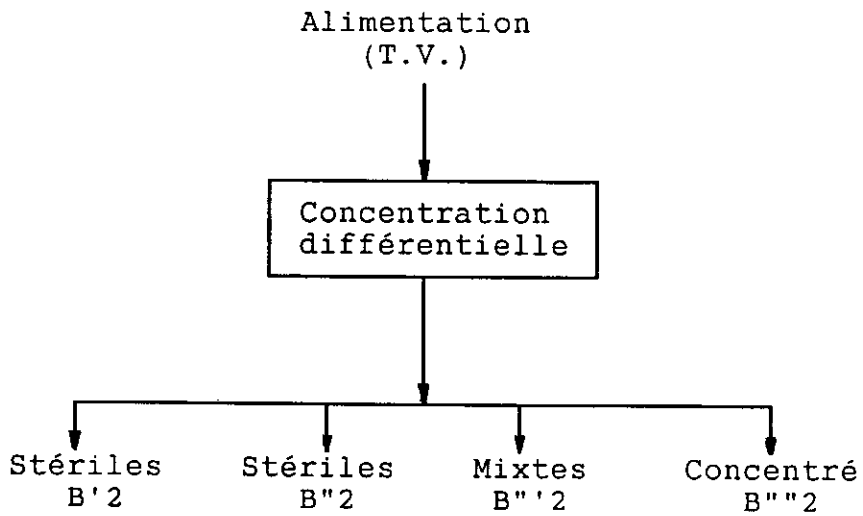 Alimentation
(T.V.)
Concentration
différentielle
Stériles
B'2
Stériles
B"2
Mixtes
B"'2
Concentré
B""2